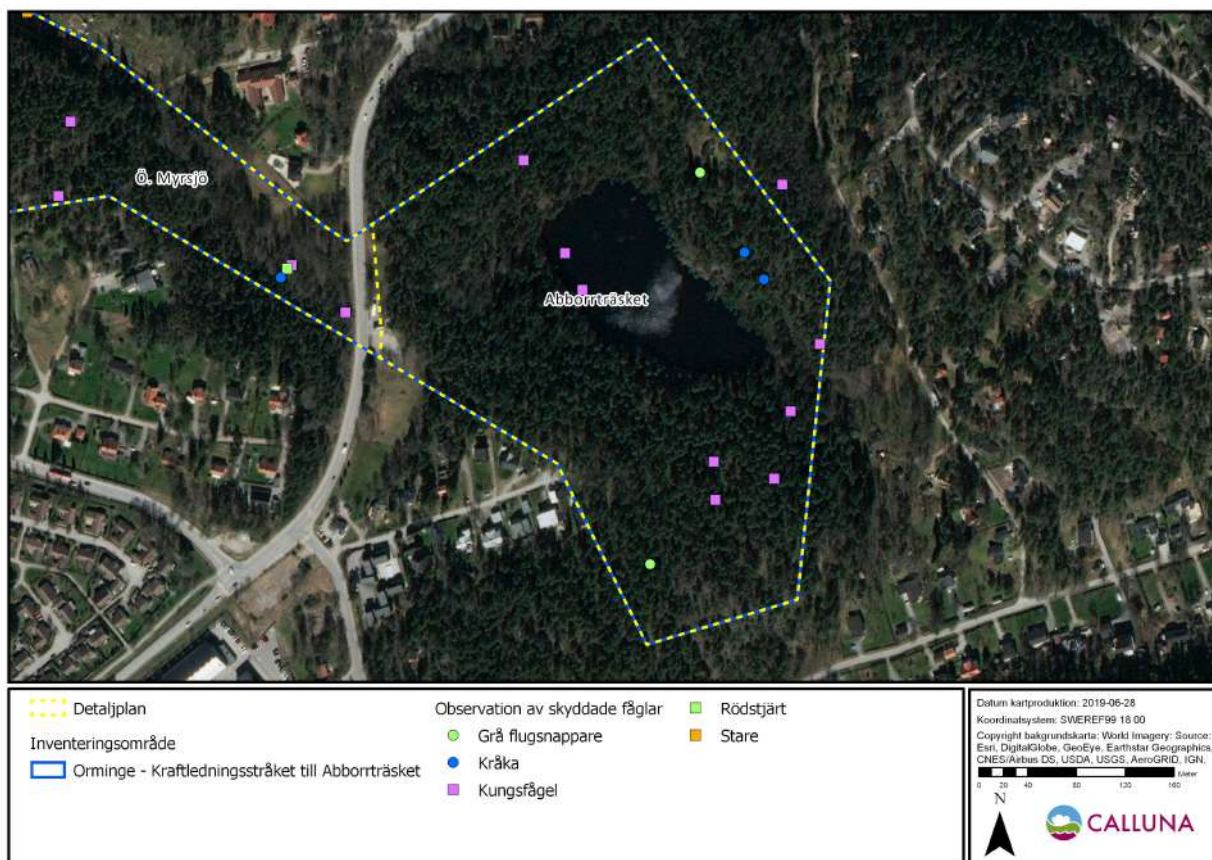 Ö. Myrsjö
Abborrträsket
Detaljplan
Inventeringsområde
Orminge - Kraftledningsstråket till Abborrträsket
Observation av skyddade fåglar
Grå flugsnappare
Kråka
Kungsfågel
Rödstjärt
Stare
Datum kartproduktion: 2019-06-28
Koordinatsystem: SWEREF99 18 00
Copyright bakgrundskarta: World Imagery: Source:
Esri, DigitalGlobe, GeoEye, Earthstar Geographics,
CNES/Airbus DS, USDA, USGS, AeroGRID, IGN,
Meter
0 20 40 80 120 160
N
CALLUNA